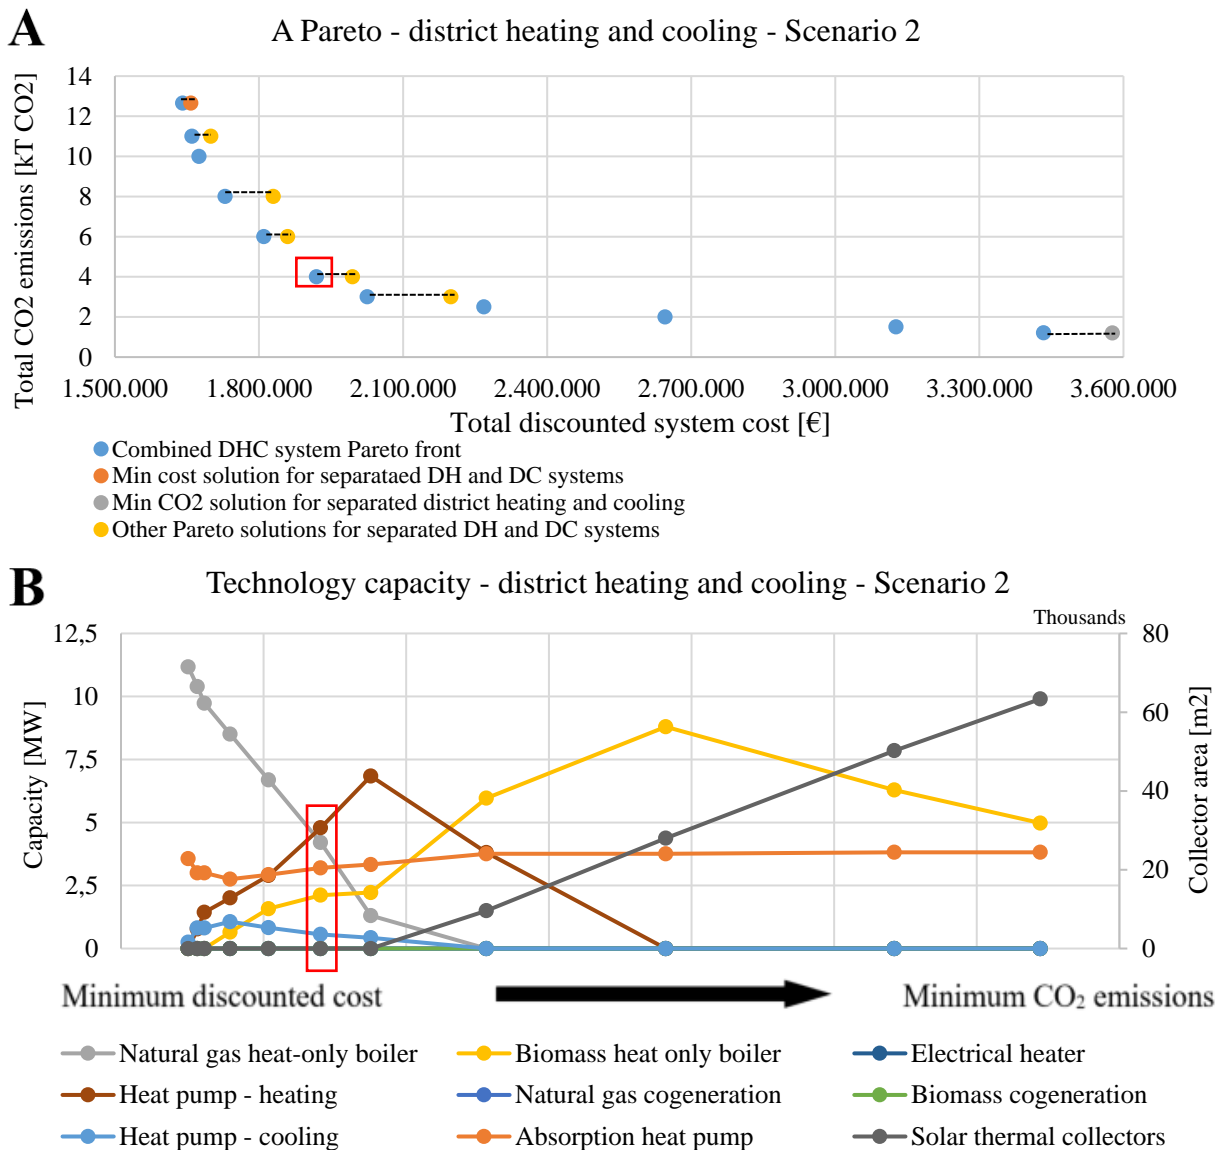 A
A Pareto - district heating and cooling - Scenario 2
Total CO2 emissions [kT CO2]
14
12
10
8
6
4
2
0
1.500.000 1.800.000 2.100.000 2.400.000 2.700.000 3.000.000 3.300.000 3.600.000
Total discounted system cost [€]
Combined DHC system Pareto front
Min cost solution for separataed DH and DC systems
Min CO2 solution for separated district heating and cooling
Other Pareto solutions for separated DH and DC systems
B
Technology capacity - district heating and cooling - Scenario 2
Thousands
Capacity [MW]
12,5
10
7,5
5
2,5
0
80
60
40
20
0
Collector area [m2]
Minimum discounted cost Minimum CO₂ emissions
Natural gas heat-only boiler Biomass heat only boiler Electrical heater
Heat pump - heating Natural gas cogeneration Biomass cogeneration
Heat pump - cooling Absorption heat pump Solar thermal collectors